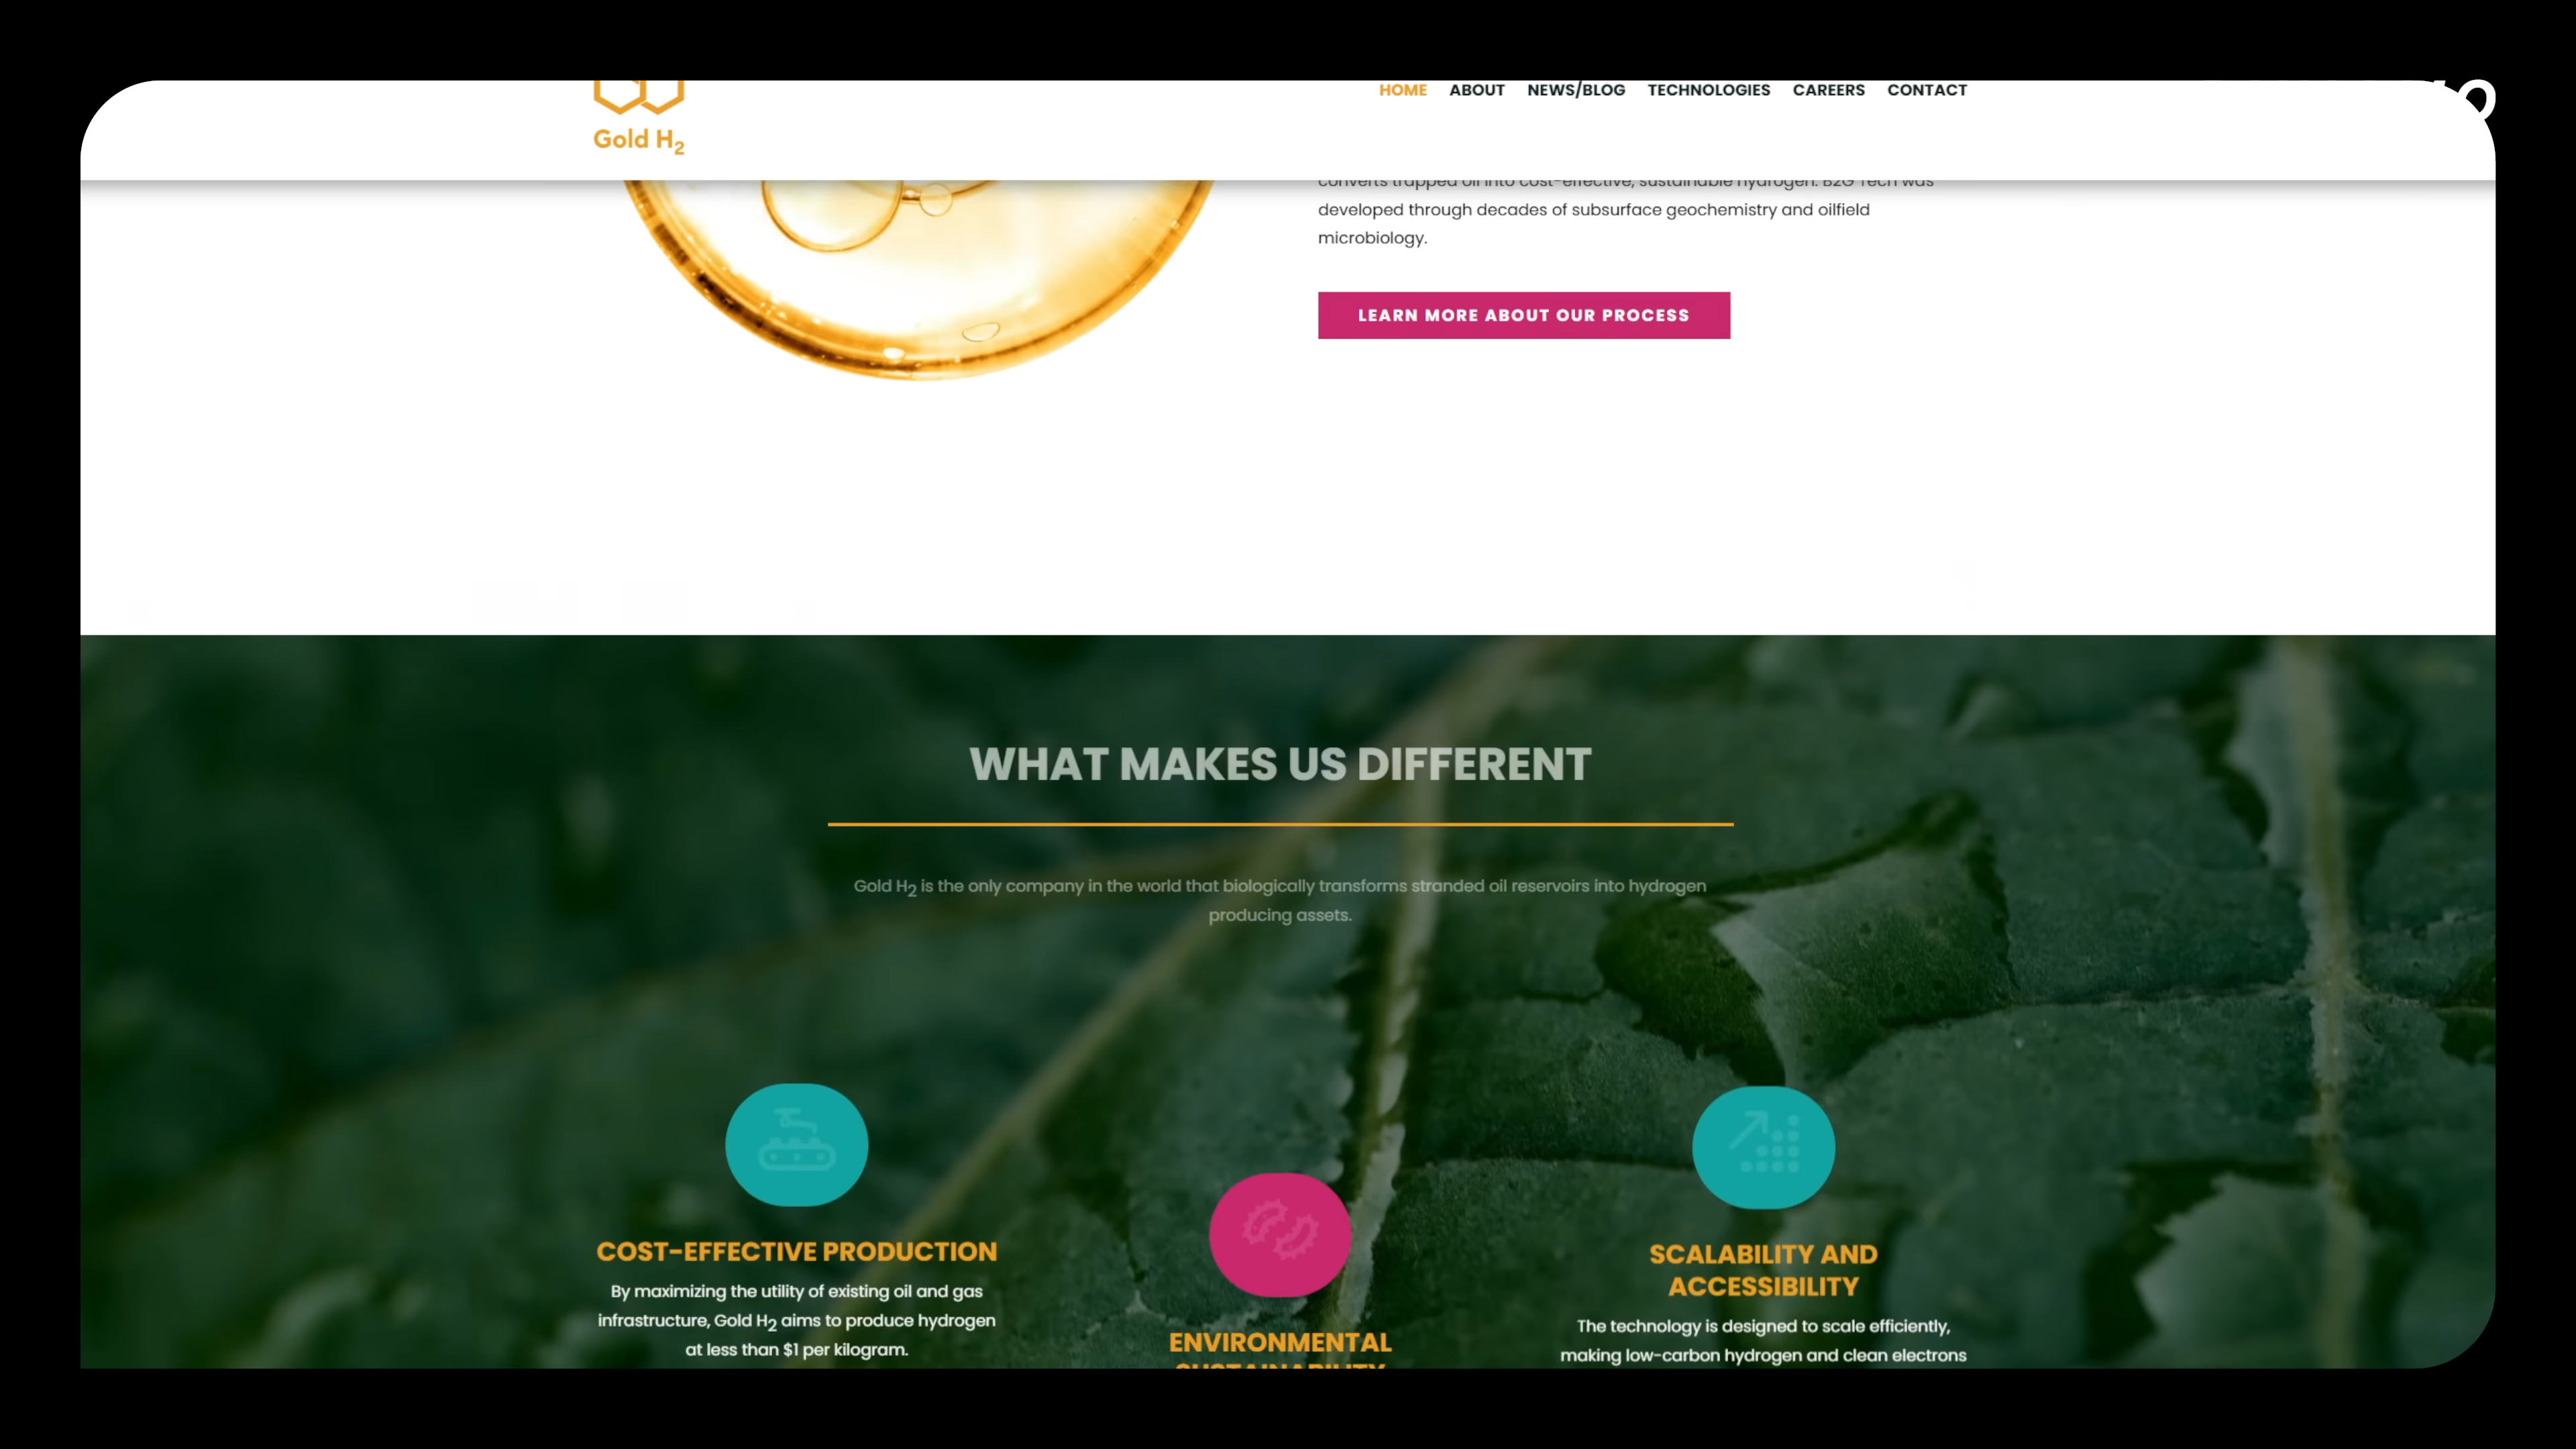 Gold H2
HOME ABOUT NEWS/BLOG TECHNOLOGIES CAREERS CONTACT
converts trapped oil into cost-effective, sustainable hydrogen. B2G Tech was
developed through decades of subsurface geochemistry and oilfield
microbiology.
LEARN MORE ABOUT OUR PROCESS
WHAT MAKES US DIFFERENT
Gold H2 is the only company in the world that biologically transforms stranded oil reservoirs into hydrogen
producing assets.
COST-EFFECTIVE PRODUCTION
By maximizing the utility of existing oil and gas
infrastructure, Gold H2 aims to produce hydrogen
at less than $1 per kilogram.
ENVIRONMENTAL
SUSTAINABILITY
SCALABILITY AND
ACCESSIBILITY
The technology is designed to scale efficiently,
making low-carbon hydrogen and clean electrons